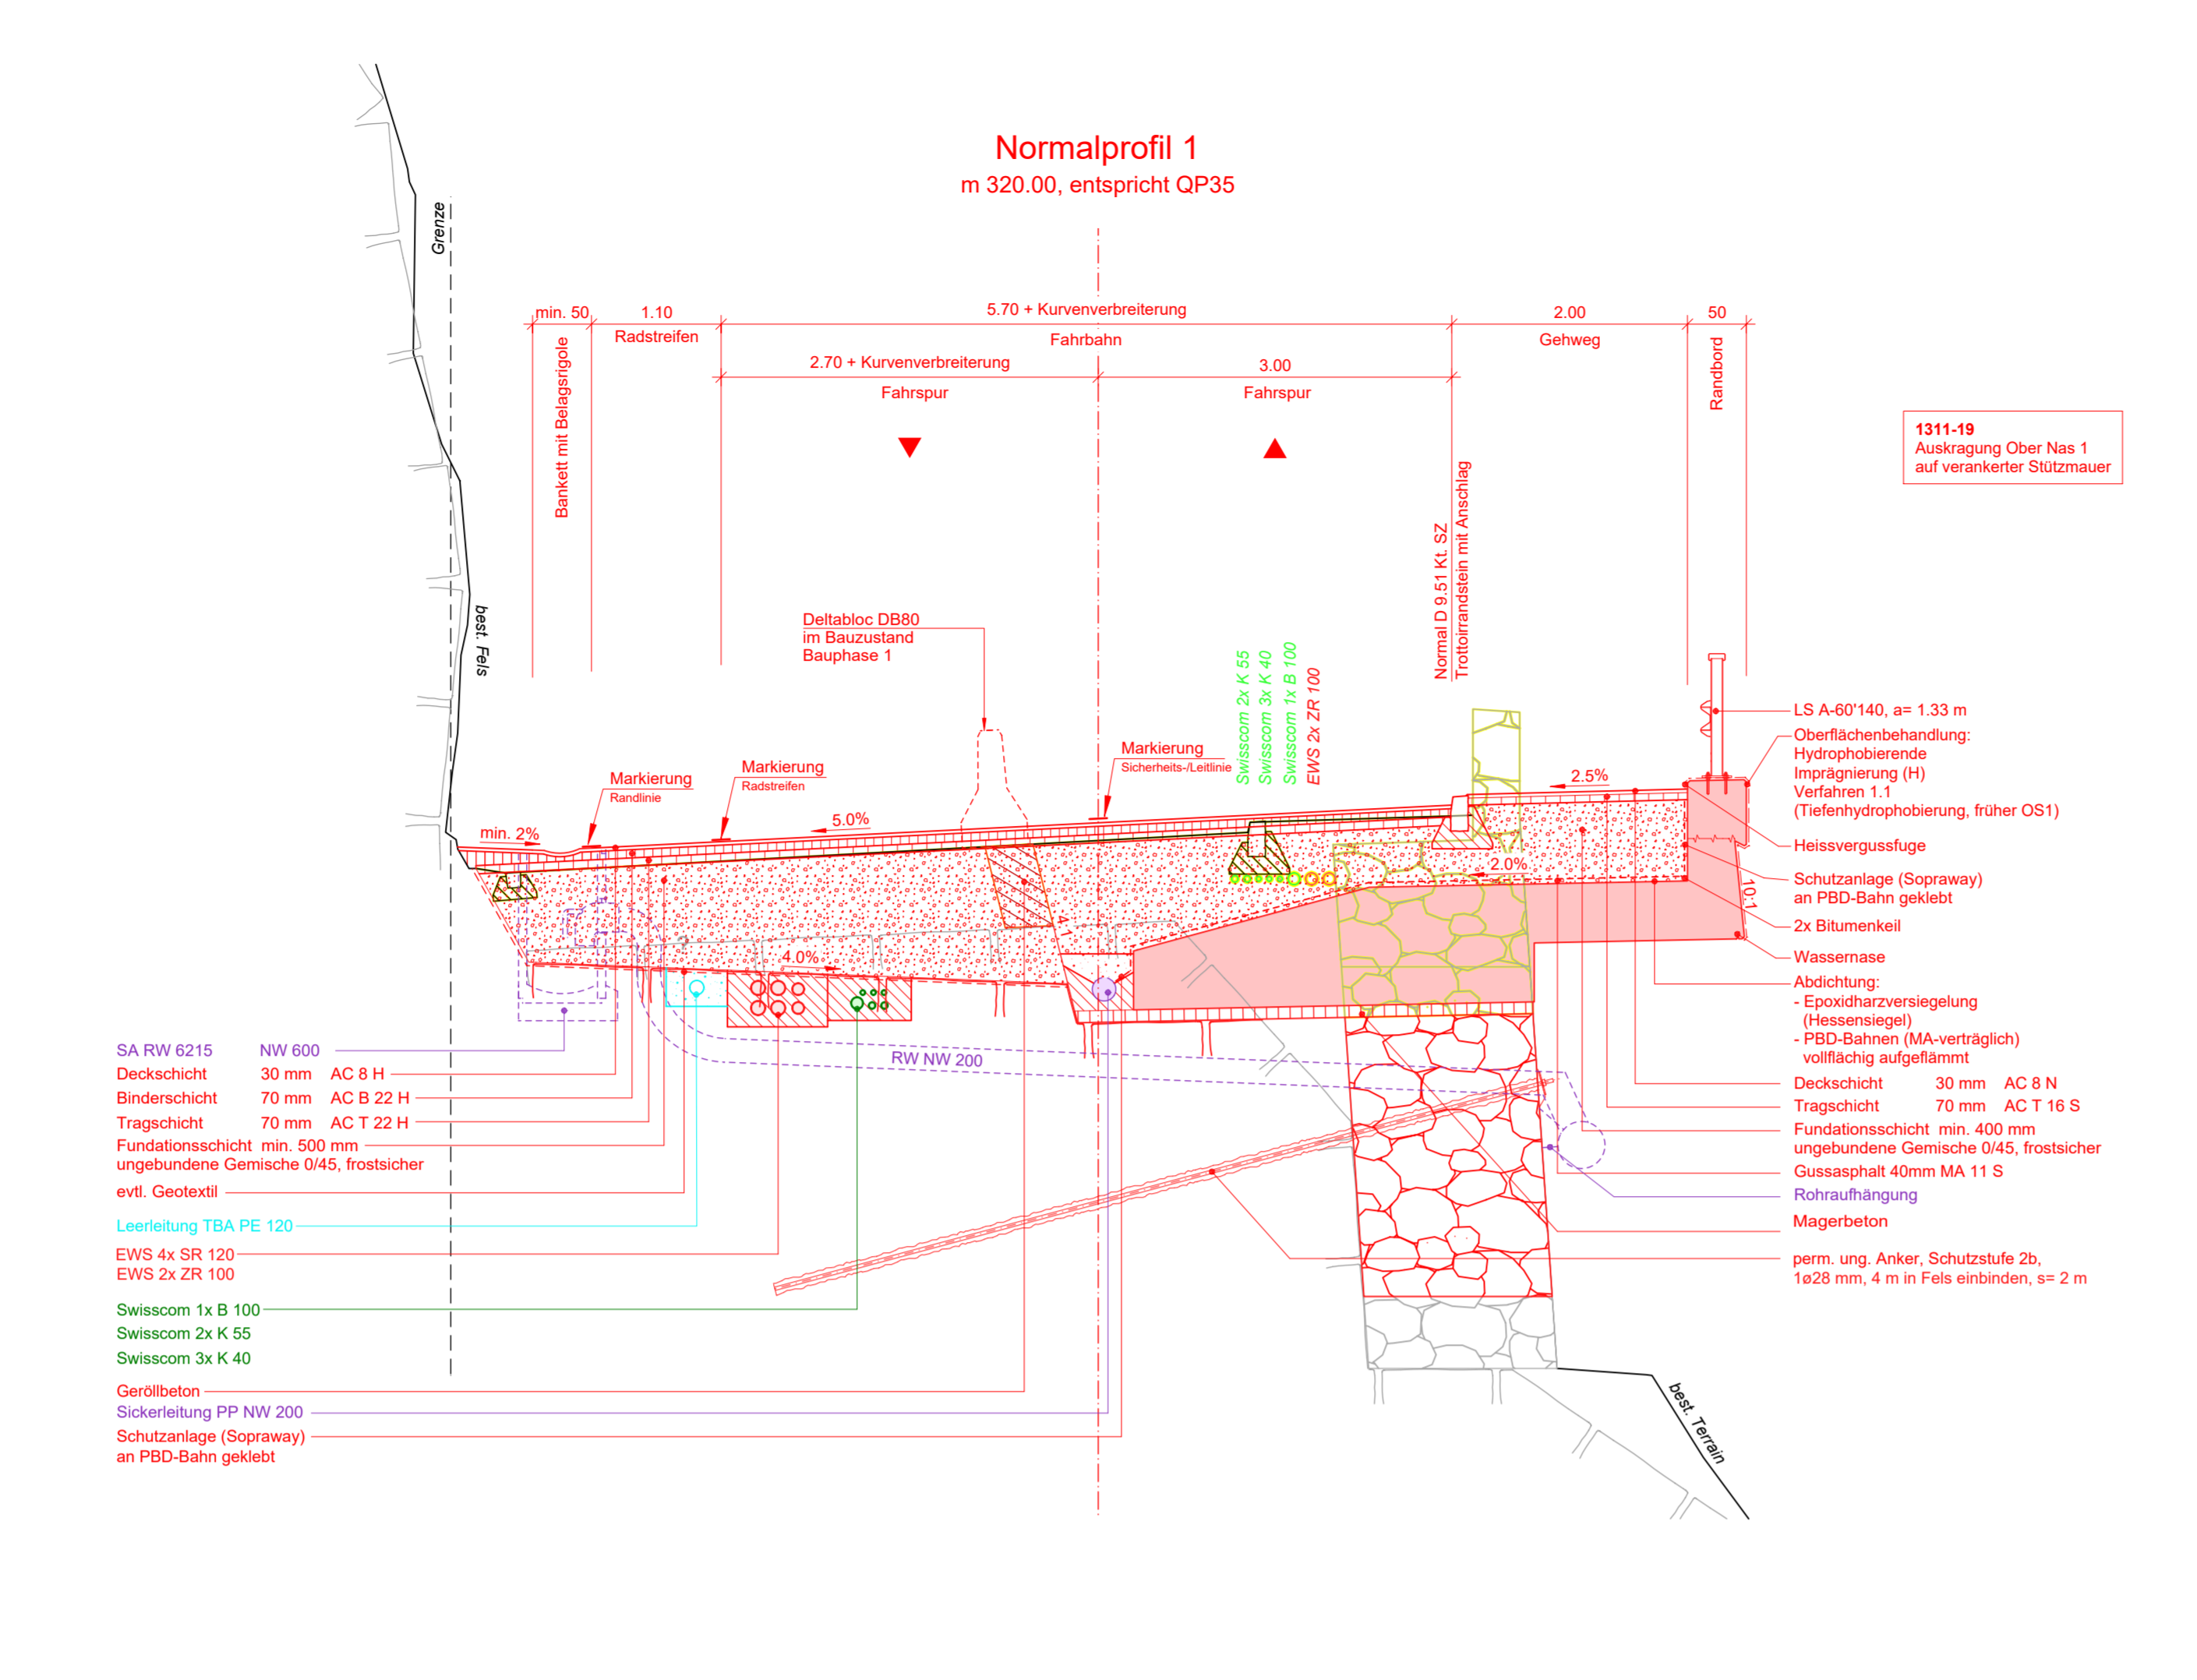 Normalprofil 1
m 320.00, entspricht QP35
Grenze
best. Fels
min. 50
1.10
5.70 + Kurvenverbreiterung
2.00
50
Radstreifen
Fahrbahn
Gehweg
Bankett mit Belagsrigole
Randbord
2.70 + Kurvenverbreiterung
3.00
Fahrspur
Fahrspur
1311-19
Auskragung Ober Nas 1
auf verankerter Stützmauer
Normal D 9.51 Kt. SZ
Trottoirrandstein mit Anschlag
Deltabloc DB80
im Bauzustand
Bauphase 1
Swisscom 2x K 55
Swisscom 3x K 40
Swisscom 1x B 100
EWS 2x ZR 100
Markierung
Sicherheits-/Leitlinie
Markierung
Radstreifen
Markierung
Randlinie
min. 2%
5.0%
2.5%
2.0%
4.0%
4:1
10:1
RW NW 200
LS A-60'140, a= 1.33 m
Oberflächenbehandlung:
Hydrophobierende
Imprägnierung (H)
Verfahren 1.1
(Tiefenhydrophobierung, früher OS1)
Heissvergussfuge
Schutzanlage (Sopraway)
an PBD-Bahn geklebt
2x Bitumenkeil
Wassernase
Abdichtung:
- Epoxidharzversiegelung
(Hessensiegel)
- PBD-Bahnen (MA-verträglich)
vollflächig aufgeflämmt
Deckschicht 30 mm AC 8 N
Tragschicht 70 mm AC T 16 S
Fundationsschicht min. 400 mm
ungebundene Gemische 0/45, frostsicher
Gussasphalt 40mm MA 11 S
Rohraufhängung
Magerbeton
perm. ung. Anker, Schutzstufe 2b,
1ø28 mm, 4 m in Fels einbinden, s= 2 m
SA RW 6215 NW 600
Deckschicht 30 mm AC 8 H
Binderschicht 70 mm AC B 22 H
Tragschicht 70 mm AC T 22 H
Fundationsschicht min. 500 mm
ungebundene Gemische 0/45, frostsicher
evtl. Geotextil
Leerleitung TBA PE 120
EWS 4x SR 120
EWS 2x ZR 100
Swisscom 1x B 100
Swisscom 2x K 55
Swisscom 3x K 40
Geröllbeton
Sickerleitung PP NW 200
Schutzanlage (Sopraway)
an PBD-Bahn geklebt
best. Terrain